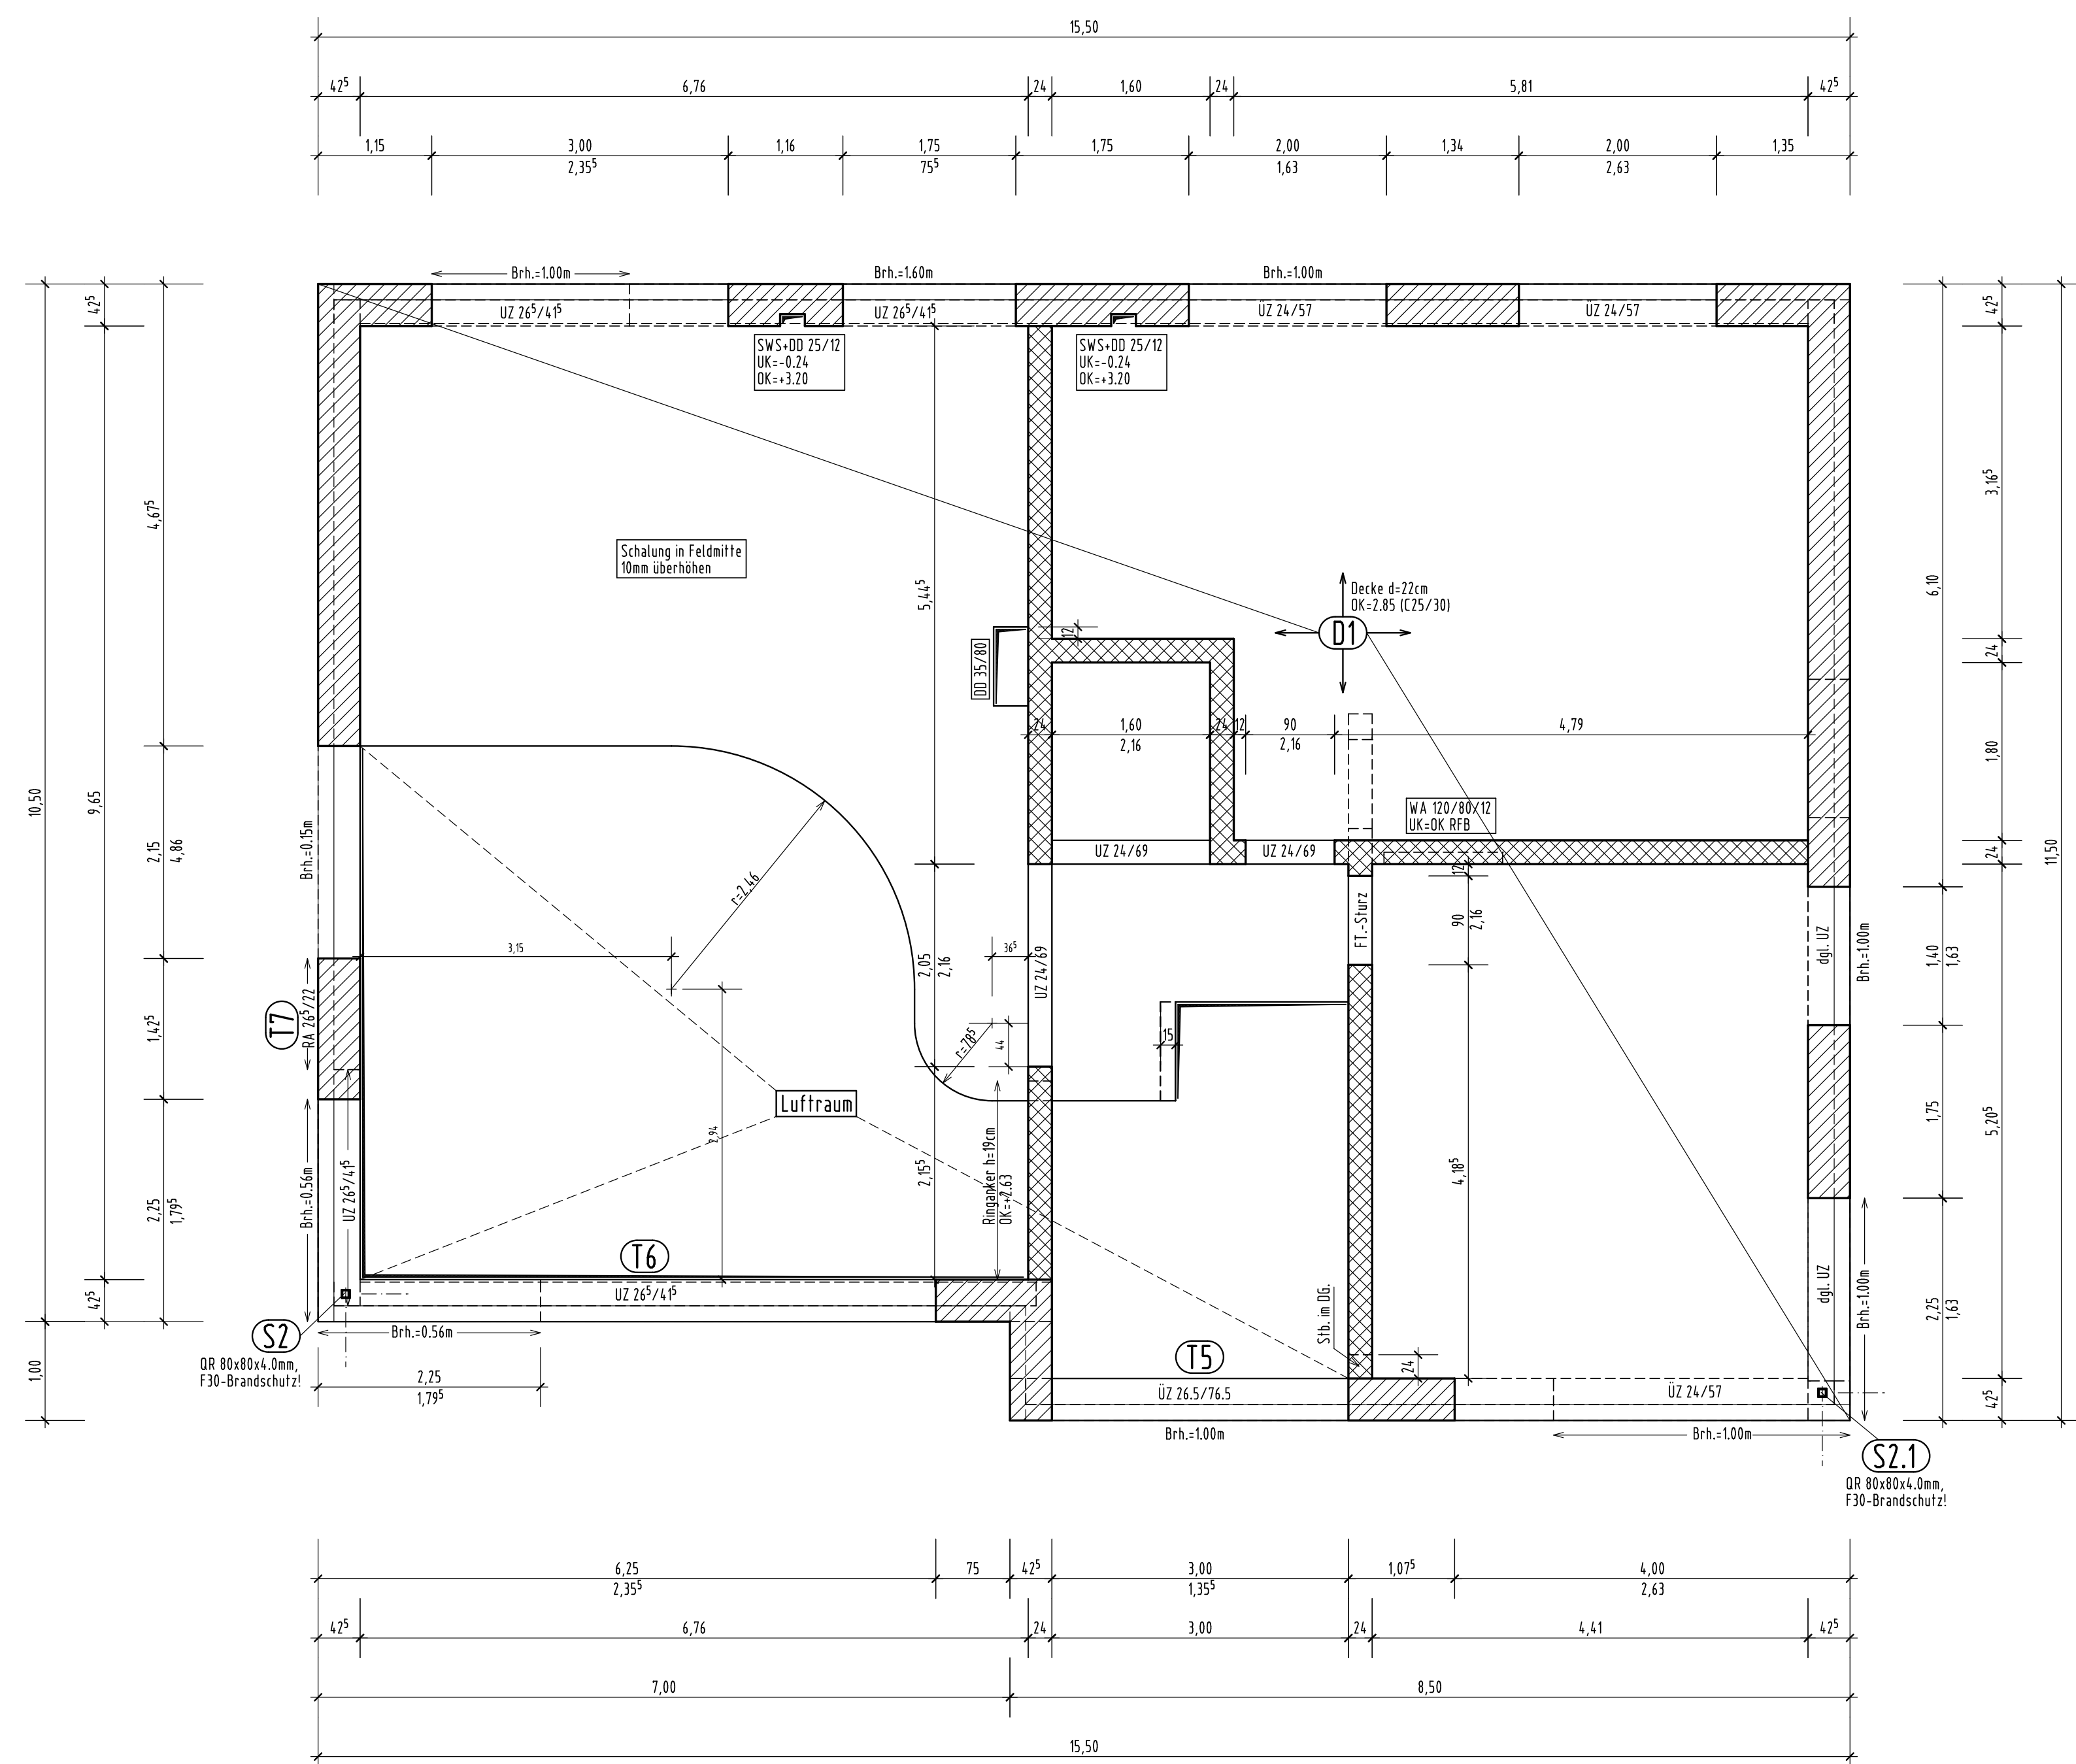 15,50
42⁵ 6,76 24 1,60 24 5,81 42⁵
1,15 3,00 1,16 1,75 1,75 2,00 1,34 2,00 1,35
2,35⁵ 75⁵ 1,63 2,63
Brh.=1.00m Brh.=1.60m Brh.=1.00m
UZ 26⁵/41⁵ UZ 26⁵/41⁵ ÜZ 24/57 ÜZ 24/57
SWS+DD 25/12
UK=-0.24
OK=+3.20
SWS+DD 25/12
UK=-0.24
OK=+3.20
Schalung in Feldmitte
10mm überhöhen
Decke d=22cm
OK=2.85 (C25/30)
D1
5,44⁵
12
DD 35/80
24 1,60 24 12 90 4,79
2,16 2,16
WA 120/80/12
UK=OK RFB
UZ 24/69 UZ 24/69
12
FT.-Sturz
90
2,16
r=2,46
3,15
36⁵
2,05
2,16
UZ 24/69
r=78⁵
44
15
Luftraum
2,94
2,15⁵
Ringanker h=19cm
OK=+2.63
4,18⁵
Stb. im DG.
24
T6
UZ 26⁵/41⁵
T5
ÜZ 26.5/76.5
ÜZ 24/57
Brh.=1.00m
Brh.=1.00m
10,50
1,00
42⁵
9,65
42⁵
4,67⁵
2,15
4,86
1,42⁵
2,25
1,79⁵
Brh.=0.15m
T7
RA 26⁵/22
Brh.=0.56m
UZ 26⁵/41⁵
S2
QR 80x80x4.0mm,
F30-Brandschutz!
Brh.=0.56m
2,25
1,79⁵
6,10
1,40
1,63
1,75
2,25
1,63
42⁵
3,16⁵
24
1,80
24
5,20⁵
42⁵
11,50
dgl. UZ
Brh.=1.00m
dgl. UZ
Brh.=1.00m
S2.1
QR 80x80x4.0mm,
F30-Brandschutz!
6,25 75 42⁵ 3,00 1,07⁵ 4,00
2,35⁵ 1,35⁵ 2,63
42⁵ 6,76 24 3,00 24 4,41 42⁵
7,00 8,50
15,50